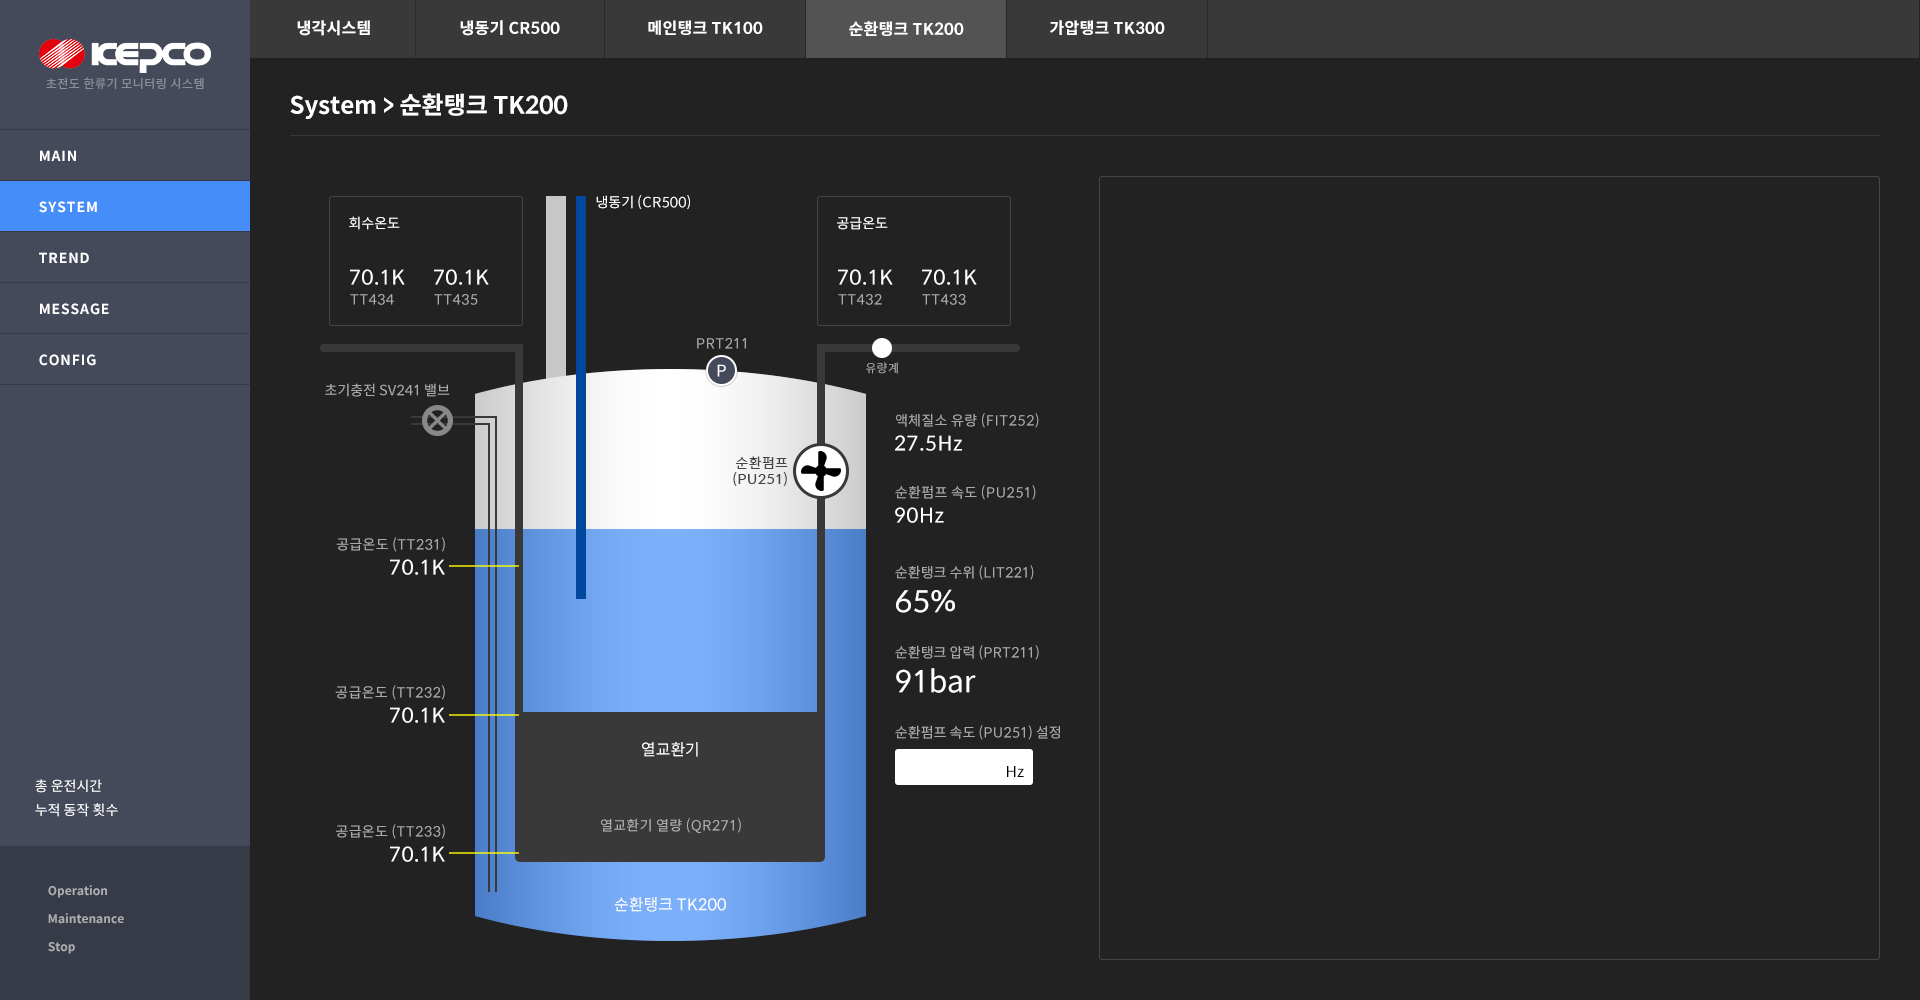 냉각시스템
냉동기 CR500
메인탱크 TK100
순환탱크 TK200
가압탱크 TK300
KEPCO
초전도 한류기 모니터링 시스템
MAIN
SYSTEM
TREND
MESSAGE
CONFIG
총 운전시간
누적 동작 횟수
Operation
Maintenance
Stop
System > 순환탱크 TK200
회수온도
70.1K 70.1K
TT434 TT435
냉동기 (CR500)
공급온도
70.1K 70.1K
TT432 TT433
PRT211
P
유량계
초기충전 SV241 밸브
순환펌프
(PU251)
공급온도 (TT231)
70.1K
공급온도 (TT232)
70.1K
공급온도 (TT233)
70.1K
열교환기
열교환기 열량 (QR271)
순환탱크 TK200
액체질소 유량 (FIT252)
27.5Hz
순환펌프 속도 (PU251)
90Hz
순환탱크 수위 (LIT221)
65%
순환탱크 압력 (PRT211)
91bar
순환펌프 속도 (PU251) 설정
Hz